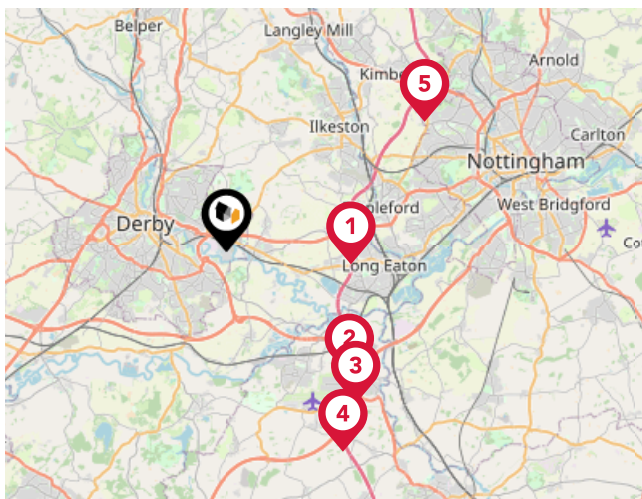 Belper
Langley Mill
Arnold
Kimbe
5
Ilkeston
Carlton
Nottingham
West Bridgford
pleford
Derby
1
Long Eaton
Co
2
3
4